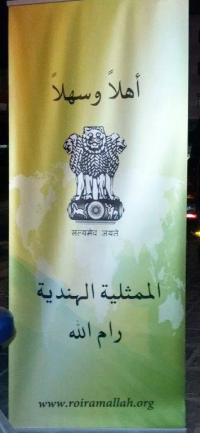 أهلاً وسهلاً
सत्यमेव जयते
الممثلية الهندية
رام الله
www.roiramallah.org